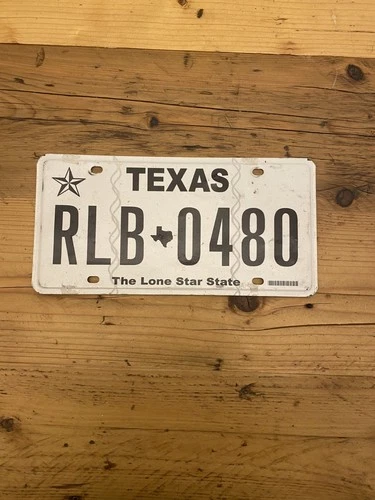 TEXAS
RLB 0480
The Lone Star State